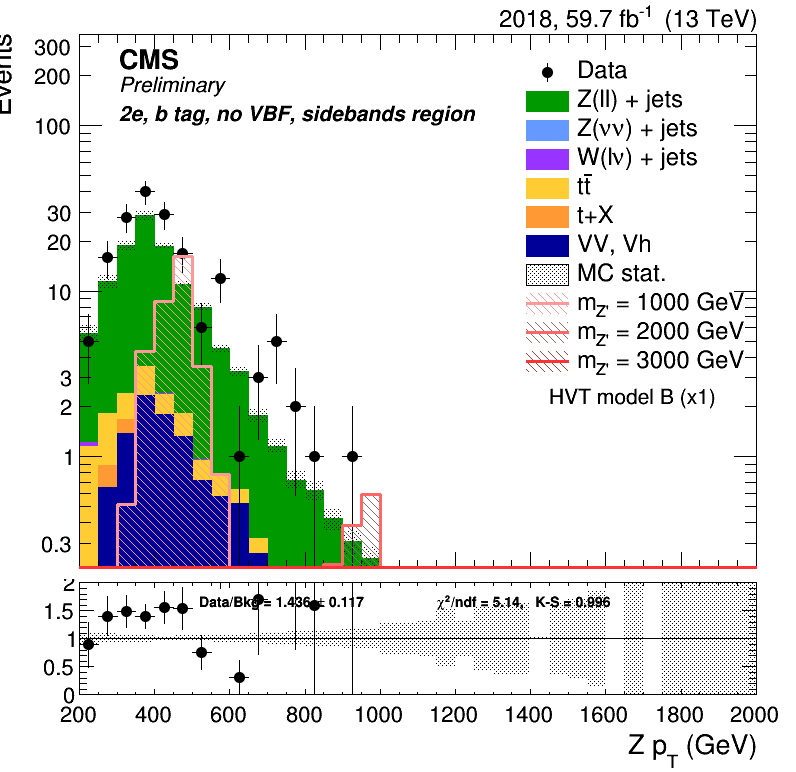 2018, 59.7 fb⁻¹ (13 TeV)
Events
CMS
Preliminary
2e, b tag, no VBF, sidebands region
Data
Z(ll) + jets
Z(νν) + jets
W(lν) + jets
tt̄
t+X
VV, Vh
MC stat.
m_Z' = 1000 GeV
m_Z' = 2000 GeV
m_Z' = 3000 GeV
HVT model B (x1)
300
200
100
30
20
10
3
2
1
0.3
Data/Bkg = 1.436 ± 0.117
χ²/ndf = 5.14, K-S = 0.996
2
1.5
1
0.5
0
200 400 600 800 1000 1200 1400 1600 1800 2000
Z p_T (GeV)